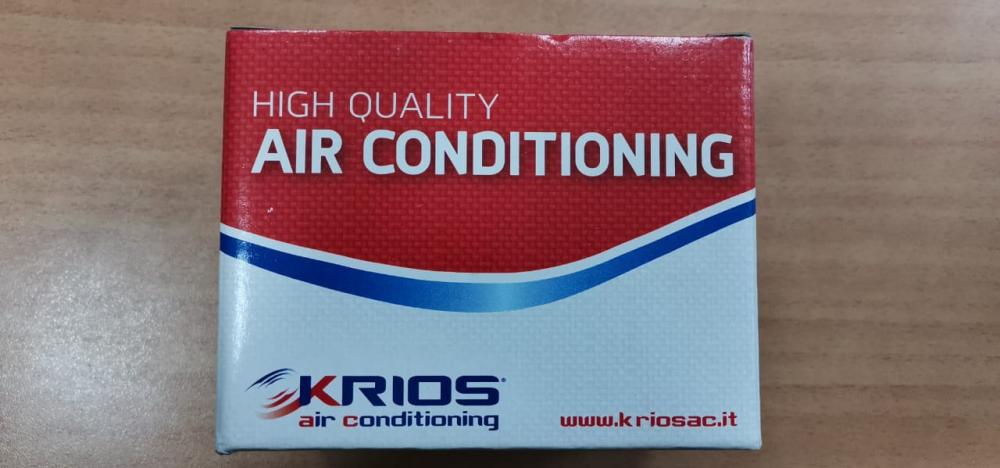 HIGH QUALITY
AIR CONDITIONING
KRIOS®
air conditioning
www.kriosac.it